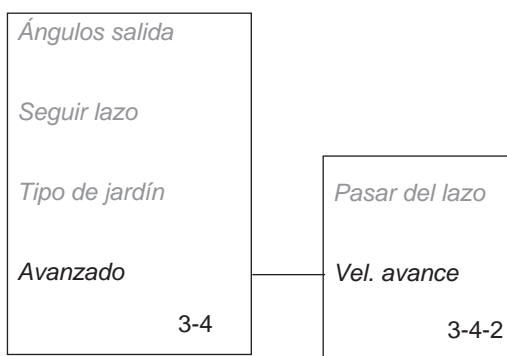 Ángulos salida
Seguir lazo
Tipo de jardín
Avanzado
3-4
Pasar del lazo
Vel. avance
3-4-2